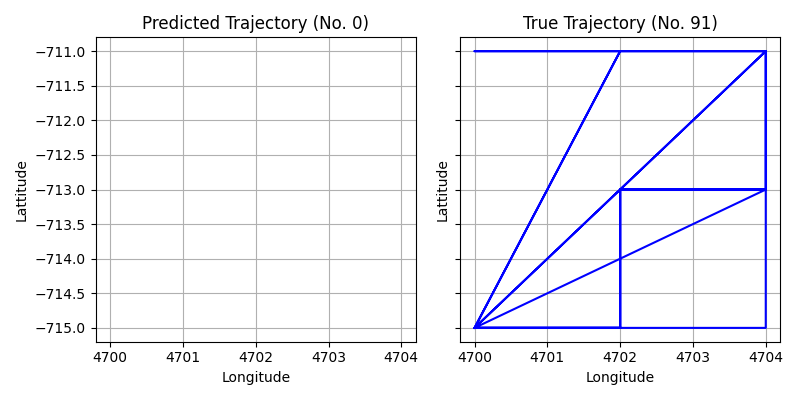 Predicted Trajectory (No. 0)
True Trajectory (No. 91)
−711.0
−711.5
−712.0
−712.5
−713.0
−713.5
−714.0
−714.5
−715.0
Lattitude
Lattitude
4700 4701 4702 4703 4704
4700 4701 4702 4703 4704
Longitude
Longitude